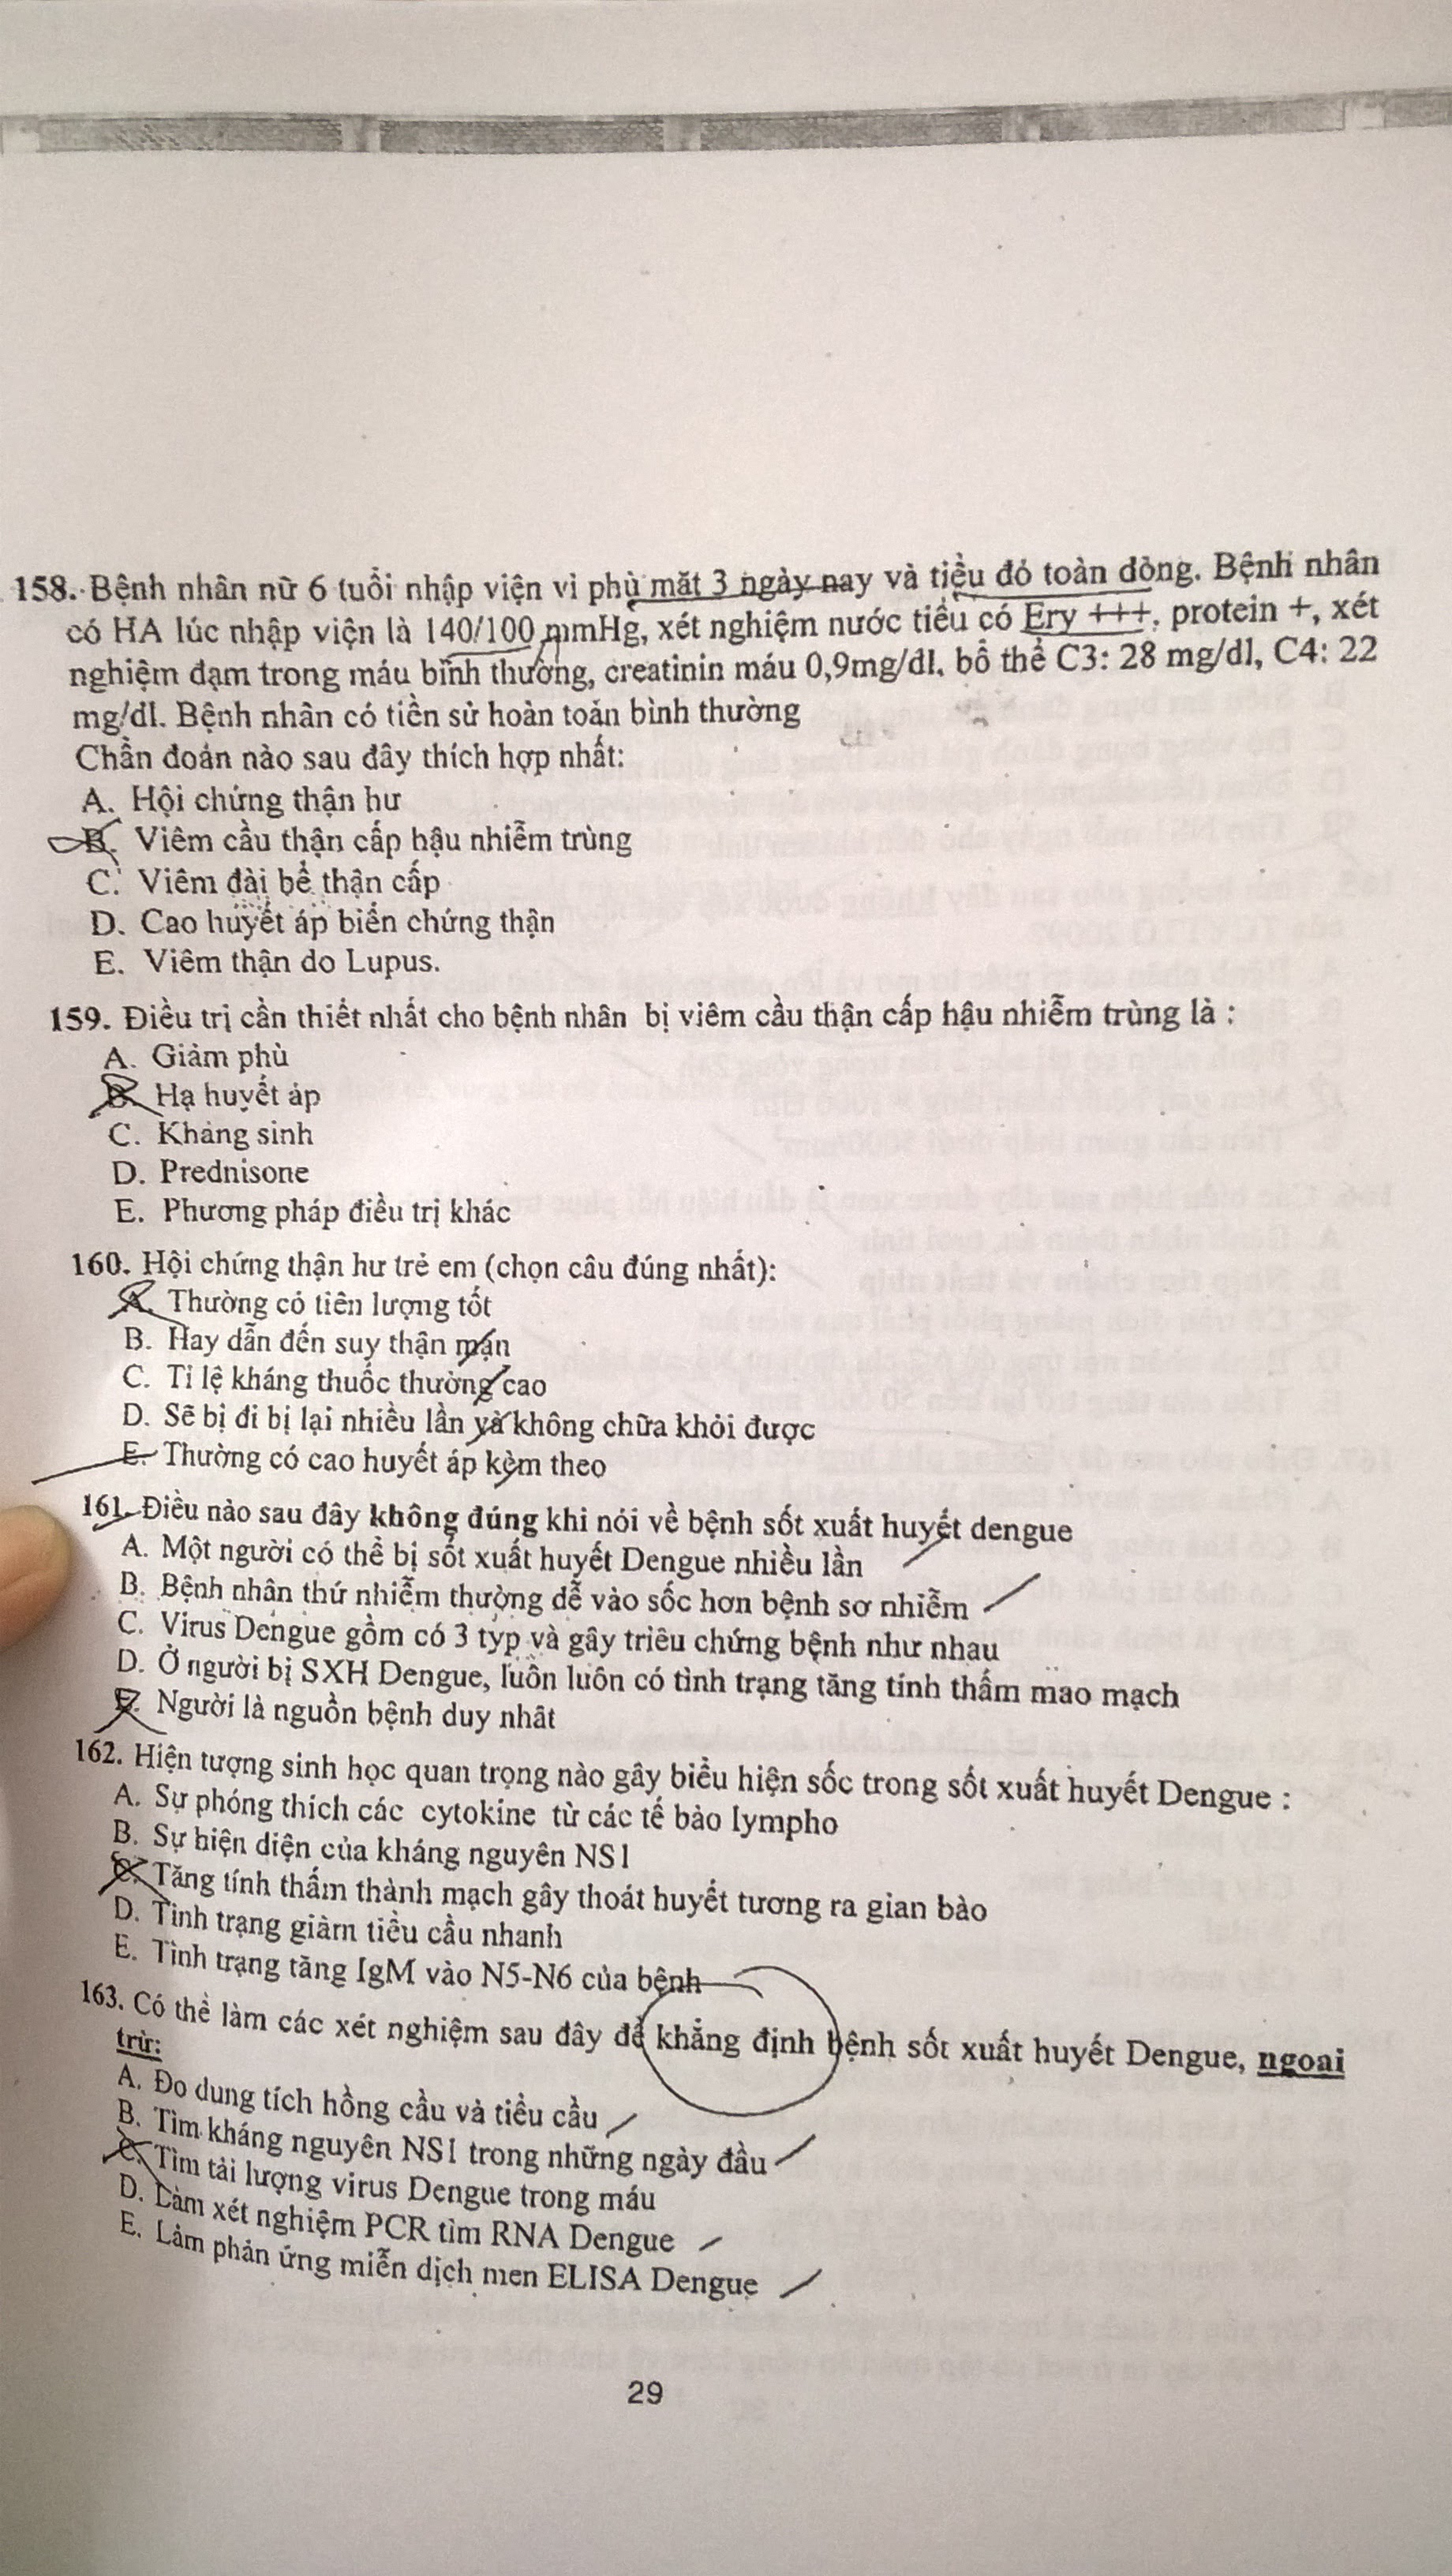 158. Bệnh nhân nữ 6 tuổi nhập viện vì phù mặt 3 ngày nay và tiểu đỏ toàn dòng. Bệnh nhân
có HA lúc nhập viện là 140/100 mmHg, xét nghiệm nước tiểu có Ery +++, protein +, xét
nghiệm đạm trong máu bình thường, creatinin máu 0,9mg/dl, bổ thể C3: 28 mg/dl, C4: 22
mg/dl. Bệnh nhân có tiền sử hoàn toàn bình thường
Chẩn đoán nào sau đây thích hợp nhất:
A. Hội chứng thận hư
B. Viêm cầu thận cấp hậu nhiễm trùng
C. Viêm đài bể thận cấp
D. Cao huyết áp biến chứng thận
E. Viêm thận do Lupus.
159. Điều trị cần thiết nhất cho bệnh nhân bị viêm cầu thận cấp hậu nhiễm trùng là :
A. Giảm phù
B. Hạ huyết áp
C. Kháng sinh
D. Prednisone
E. Phương pháp điều trị khác
160. Hội chứng thận hư trẻ em (chọn câu đúng nhất):
A. Thường có tiên lượng tốt
B. Hay dẫn đến suy thận mạn
C. Tỉ lệ kháng thuốc thường cao
D. Sẽ bị đi bị lại nhiều lần và không chữa khỏi được
E. Thường có cao huyết áp kèm theo
161. Điều nào sau đây không đúng khi nói về bệnh sốt xuất huyết dengue
A. Một người có thể bị sốt xuất huyết Dengue nhiều lần
B. Bệnh nhân thứ nhiễm thường dễ vào sốc hơn bệnh sơ nhiễm
C. Virus Dengue gồm có 3 týp và gây triêu chứng bệnh như nhau
D. Ở người bị SXH Dengue, luôn luôn có tình trạng tăng tính thấm mao mạch
E. Người là nguồn bệnh duy nhât
162. Hiện tượng sinh học quan trọng nào gây biểu hiện sốc trong sốt xuất huyết Dengue :
A. Sự phóng thích các cytokine từ các tế bào lympho
B. Sự hiện diện của kháng nguyên NS1
C. Tăng tính thấm thành mạch gây thoát huyết tương ra gian bào
D. Tình trạng giảm tiểu cầu nhanh
E. Tình trạng tăng IgM vào N5-N6 của bệnh
163. Có thể làm các xét nghiệm sau đây để khẳng định bệnh sốt xuất huyết Dengue, ngoại
trừ:
A. Đo dung tích hồng cầu và tiểu cầu
B. Tìm kháng nguyên NS1 trong những ngày đầu
C. Tìm tải lượng virus Dengue trong máu
D. Làm xét nghiệm PCR tìm RNA Dengue
E. Làm phản ứng miễn dịch men ELISA Dengue
29